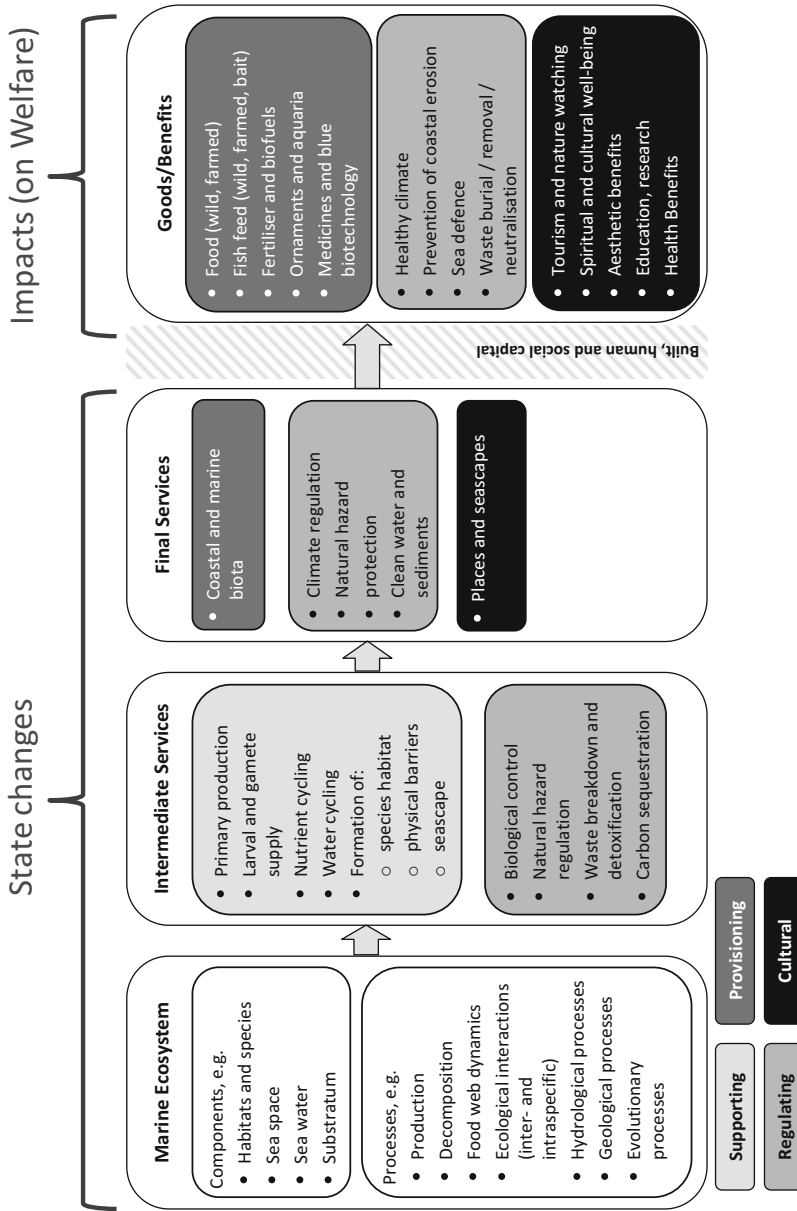 State changes
Impacts (on Welfare)
Marine Ecosystem
Components, e.g.
• Habitats and species
• Sea space
• Sea water
• Substratum
Processes, e.g.
• Production
• Decomposition
• Food web dynamics
• Ecological interactions
(inter- and
intraspecific)
• Hydrological processes
• Geological processes
• Evolutionary
processes
Intermediate Services
• Primary production
• Larval and gamete
supply
• Nutrient cycling
• Water cycling
• Formation of:
○ species habitat
○ physical barriers
○ seascape
• Biological control
• Natural hazard
regulation
• Waste breakdown and
detoxification
• Carbon sequestration
Final Services
• Coastal and marine
biota
• Climate regulation
• Natural hazard
• protection
• Clean water and
sediments
• Places and seascapes
Built, human and social capital
Goods/Benefits
• Food (wild, farmed)
• Fish feed (wild, farmed, bait)
• Fertiliser and biofuels
• Ornaments and aquaria
• Medicines and blue
biotechnology
• Healthy climate
• Prevention of coastal erosion
• Sea defence
• Waste burial / removal /
neutralisation
• Tourism and nature watching
• Spiritual and cultural well-being
• Aesthetic benefits
• Education, research
• Health Benefits
Supporting
Provisioning
Regulating
Cultural